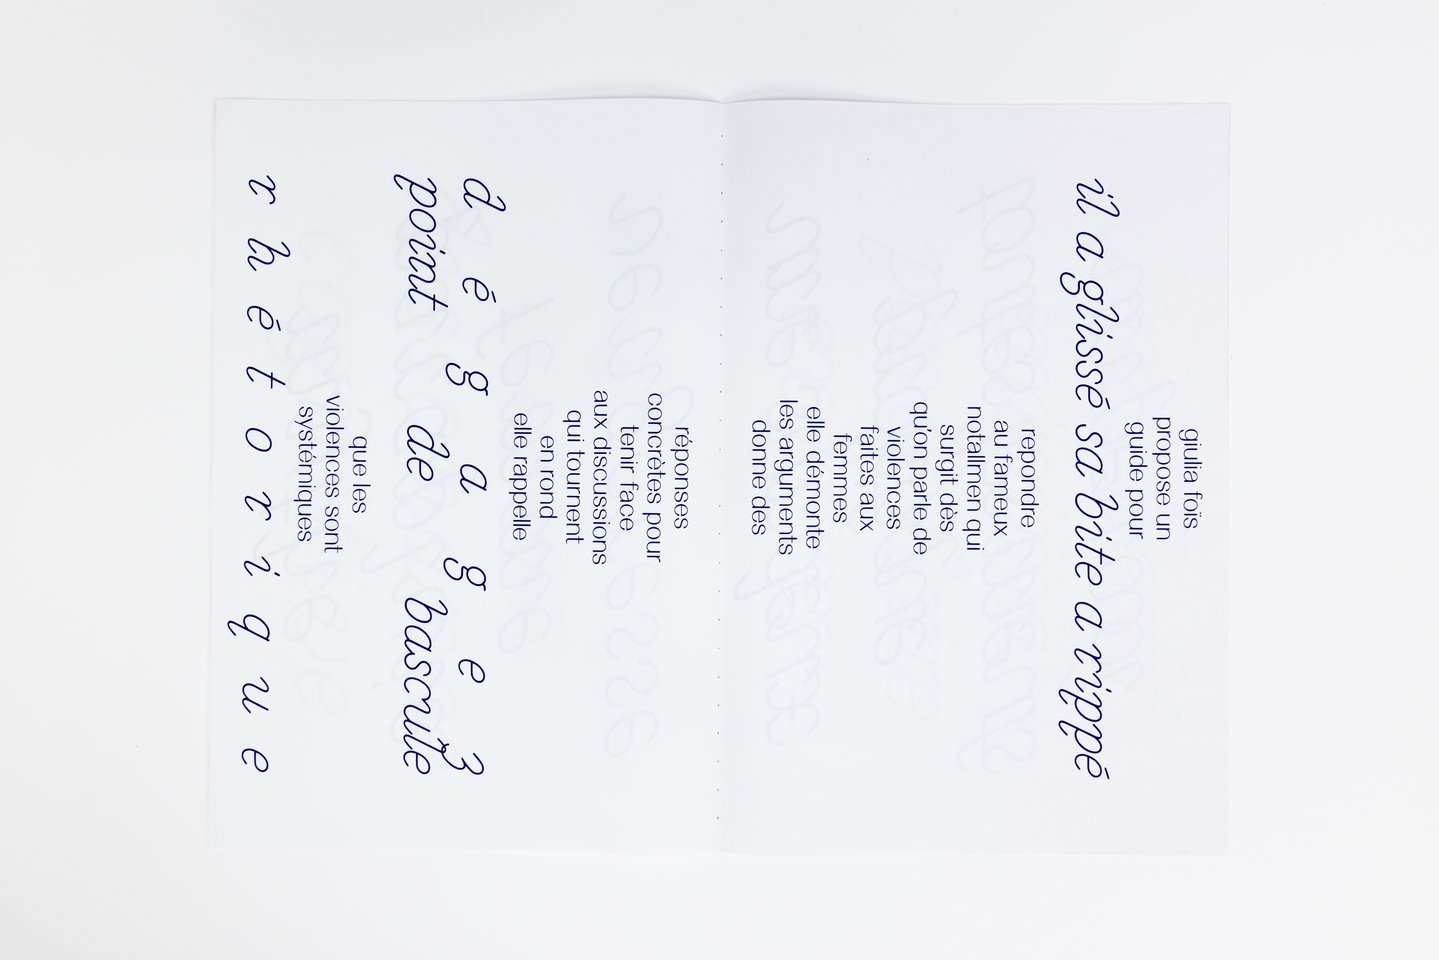 giulia foïs
propose un
guide pour
il a glissé sa bite a rippé
repondre
au fameux
notallmen qui
surgit dès
qu'on parle de
violences
faites aux
femmes
elle démonte
les arguments
donne des
réponses
concrètes pour
tenir face
aux discussions
qui tournent
en rond
elle rappelle
d é g a g e 3
point de bascule
que les
violences sont
systémiques
r h é t o r i q u e